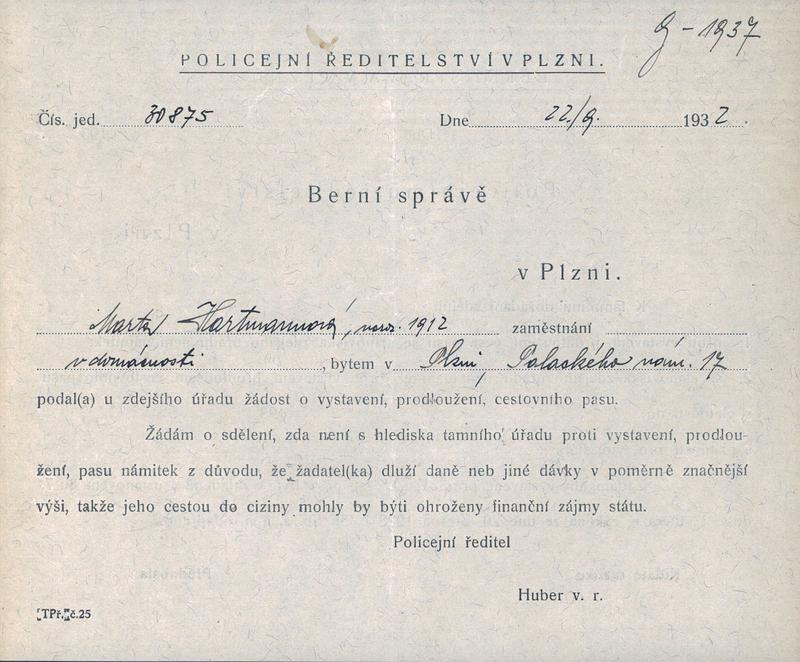 9 - 1937
POLICEJNÍ ŘEDITELSTVÍ V PLZNI.
Čís. jed. 30875 Dne 22./9. 1932.
Berní správě
v Plzni.
Marta Hartmannová, naroz. 1912 zaměstnání
v domácnosti, bytem v Plzni, Palackého nám. 17
podal(a) u zdejšího úřadu žádost o vystavení, prodloužení, cestovního pasu.
Žádám o sdělení, zda není s hlediska tamního úřadu proti vystavení, prodlou-
žení, pasu námitek z důvodu, že žadatel(ka) dluží daně neb jiné dávky v poměrně značnější
výši, takže jeho cestou do ciziny mohly by býti ohroženy finanční zájmy státu.
Policejní ředitel
Huber v. r.
TPř. č.25